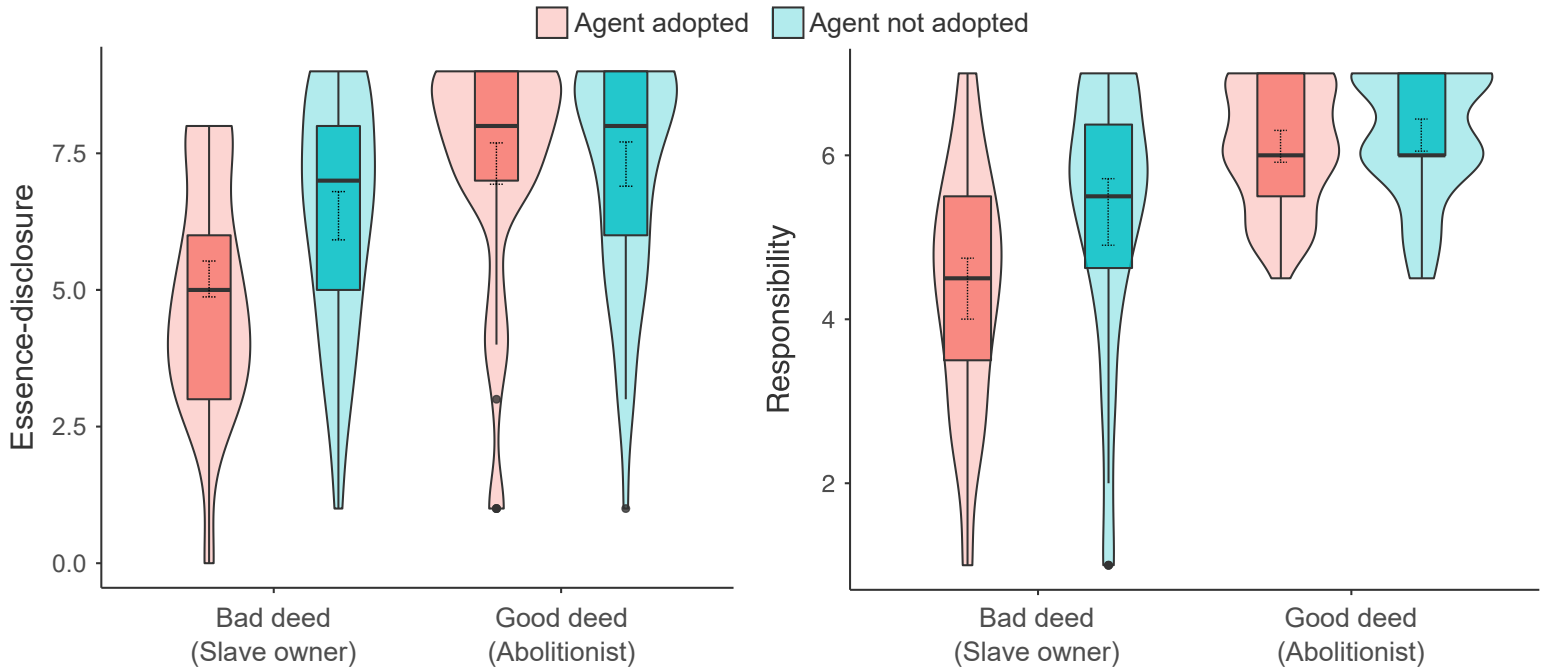 Agent adopted Agent not adopted
Essence-disclosure
7.5
5.0
2.5
0.0
Bad deed
(Slave owner)
Good deed
(Abolitionist)
Responsibility
6
4
2
Bad deed
(Slave owner)
Good deed
(Abolitionist)